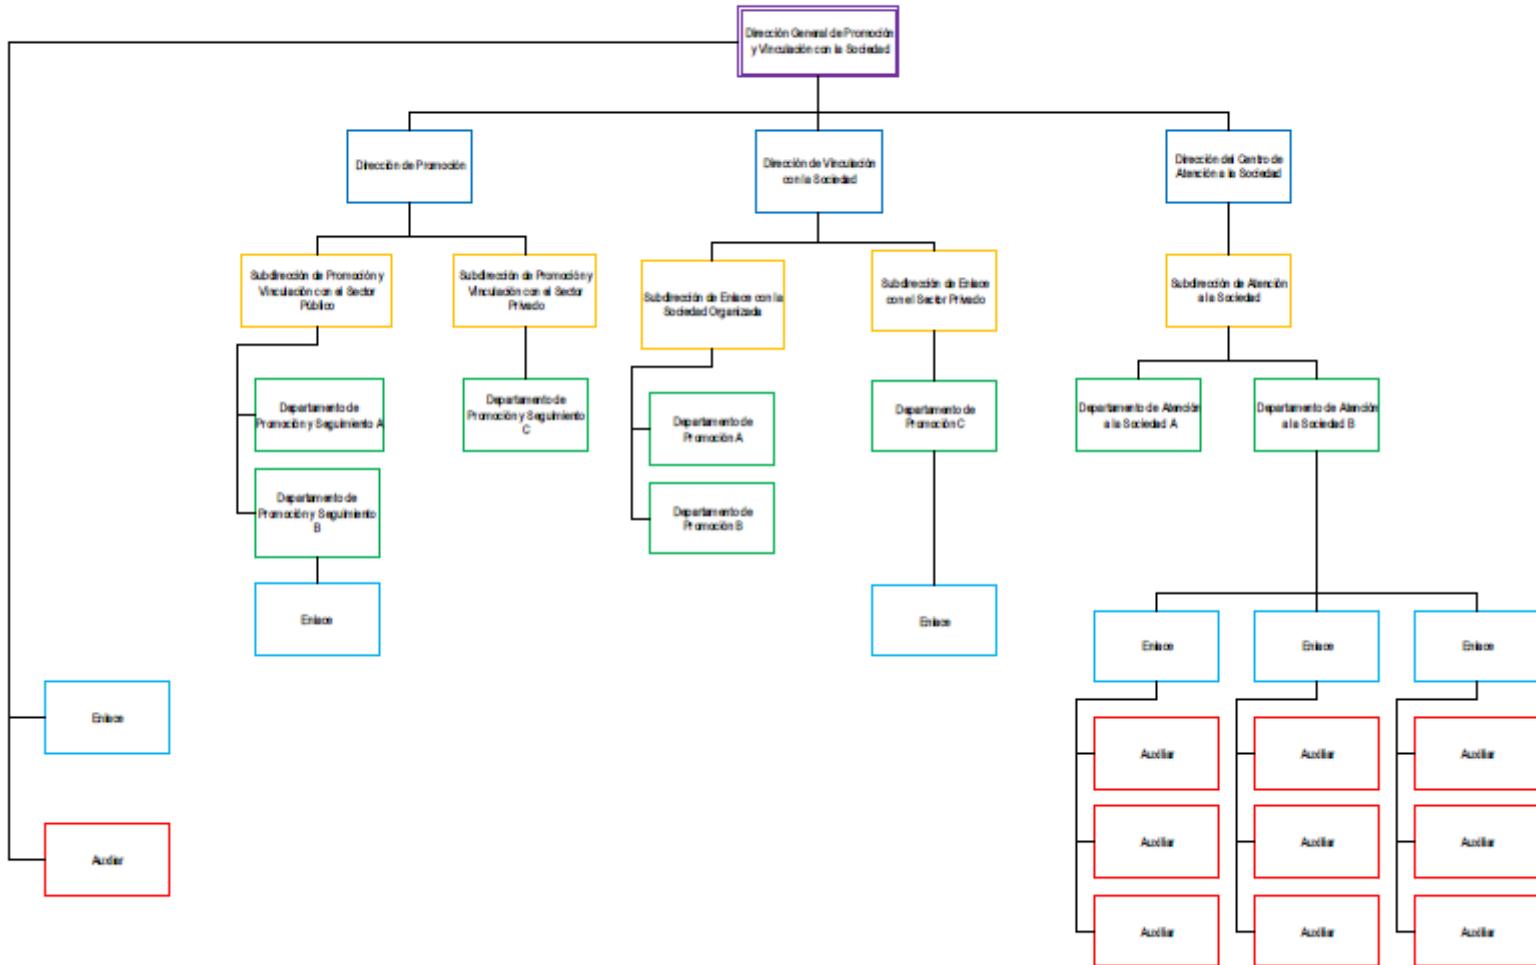 Dirección General de Promoción
y Vinculación con la Sociedad
Dirección de Promoción
Dirección de Vinculación
con la Sociedad
Dirección del Centro de
Atención a la Sociedad
Subdirección de Promoción y
Vinculación con el Sector
Público
Subdirección de Promoción y
Vinculación con el Sector
Privado
Subdirección de Enlace con la
Sociedad Organizada
Subdirección de Enlace
con el Sector Privado
Subdirección de Atención
a la Sociedad
Departamento de
Promoción y Seguimiento A
Departamento de
Promoción y Seguimiento
C
Departamento de
Promoción A
Departamento de
Promoción C
Departamento de Atención
a la Sociedad A
Departamento de Atención
a la Sociedad B
Departamento de
Promoción y Seguimiento
B
Departamento de
Promoción B
Enlace
Enlace
Enlace
Enlace
Enlace
Enlace
Auxiliar
Auxiliar
Auxiliar
Auxiliar
Auxiliar
Auxiliar
Auxiliar
Auxiliar
Auxiliar
Auxiliar